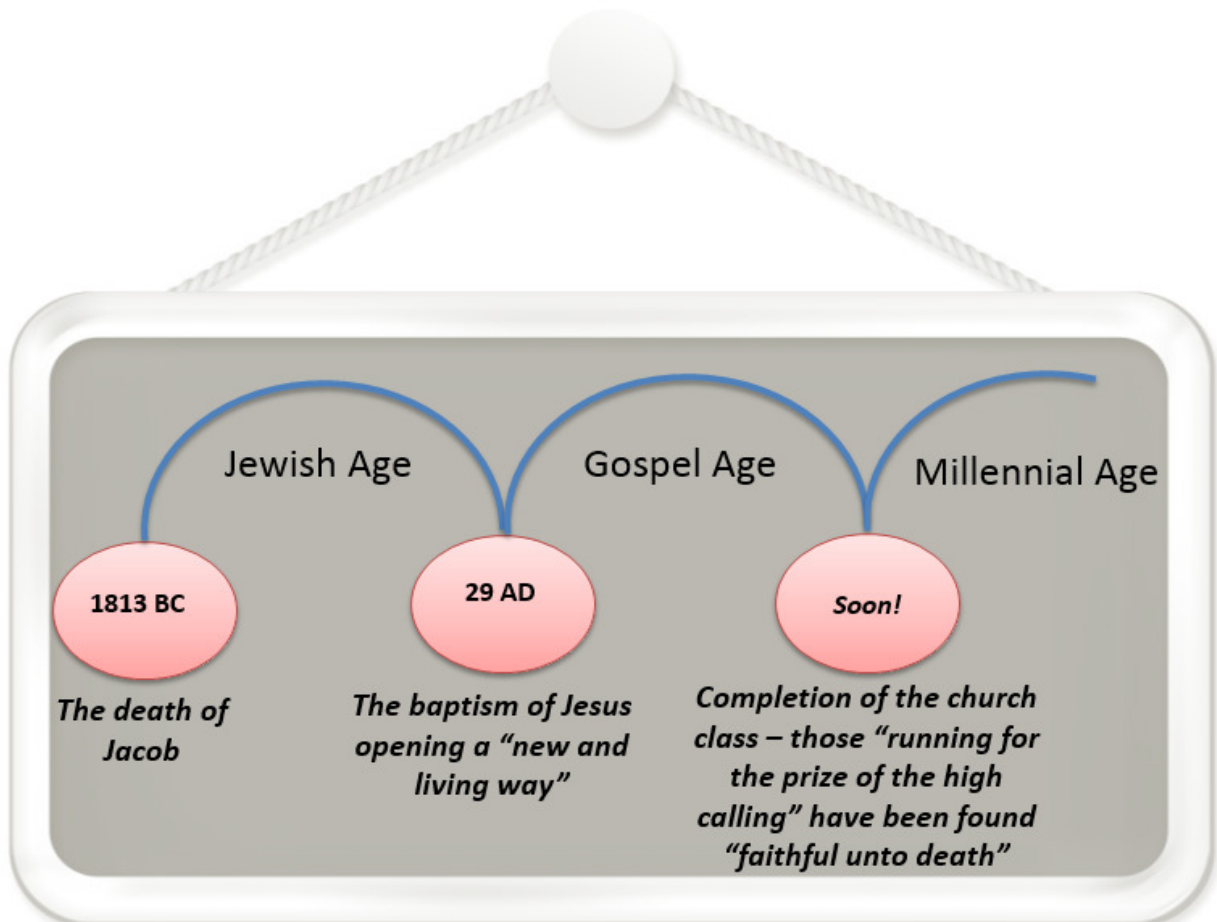 Jewish Age
Gospel Age
Millennial Age
1813 BC
29 AD
Soon!
The death of
Jacob
The baptism of Jesus
opening a “new and
living way”
Completion of the church
class – those “running for
the prize of the high
calling” have been found
“faithful unto death”